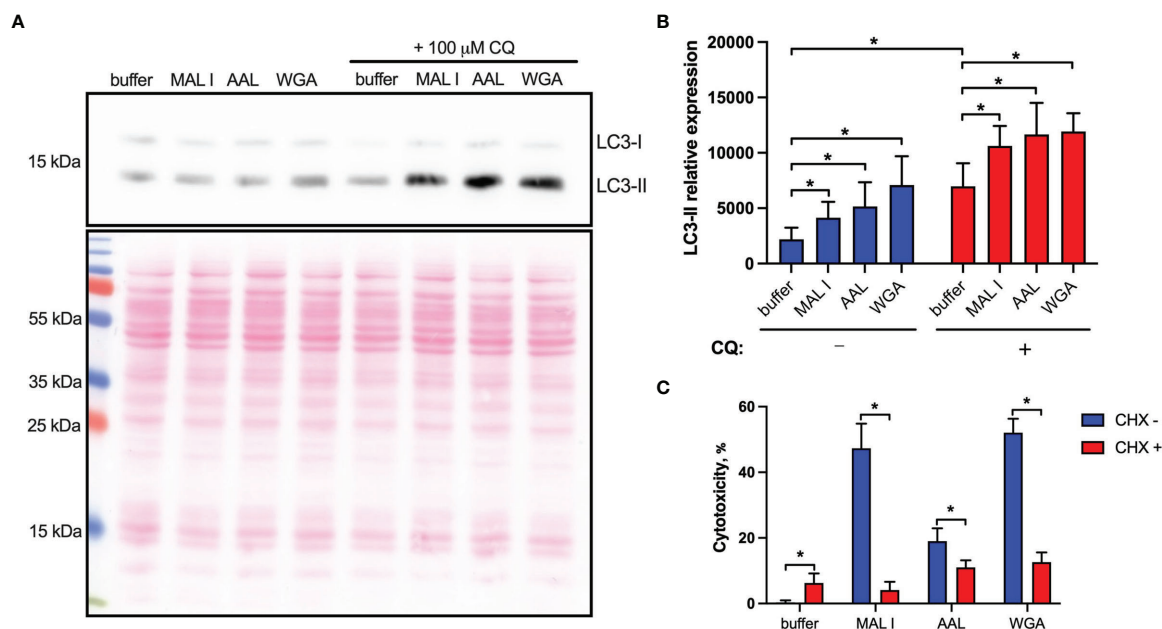 A
+ 100 μM CQ
buffer MAL I AAL WGA buffer MAL I AAL WGA
15 kDa
LC3-I
LC3-II
55 kDa
35 kDa
25 kDa
15 kDa
B
LC3-II relative expression
20000
15000
10000
5000
0
* * * * * * *
buffer MAL I AAL WGA buffer MAL I AAL WGA
CQ: − +
C
Cytotoxicity, %
60
40
20
0
* * * *
buffer MAL I AAL WGA
CHX -
CHX +